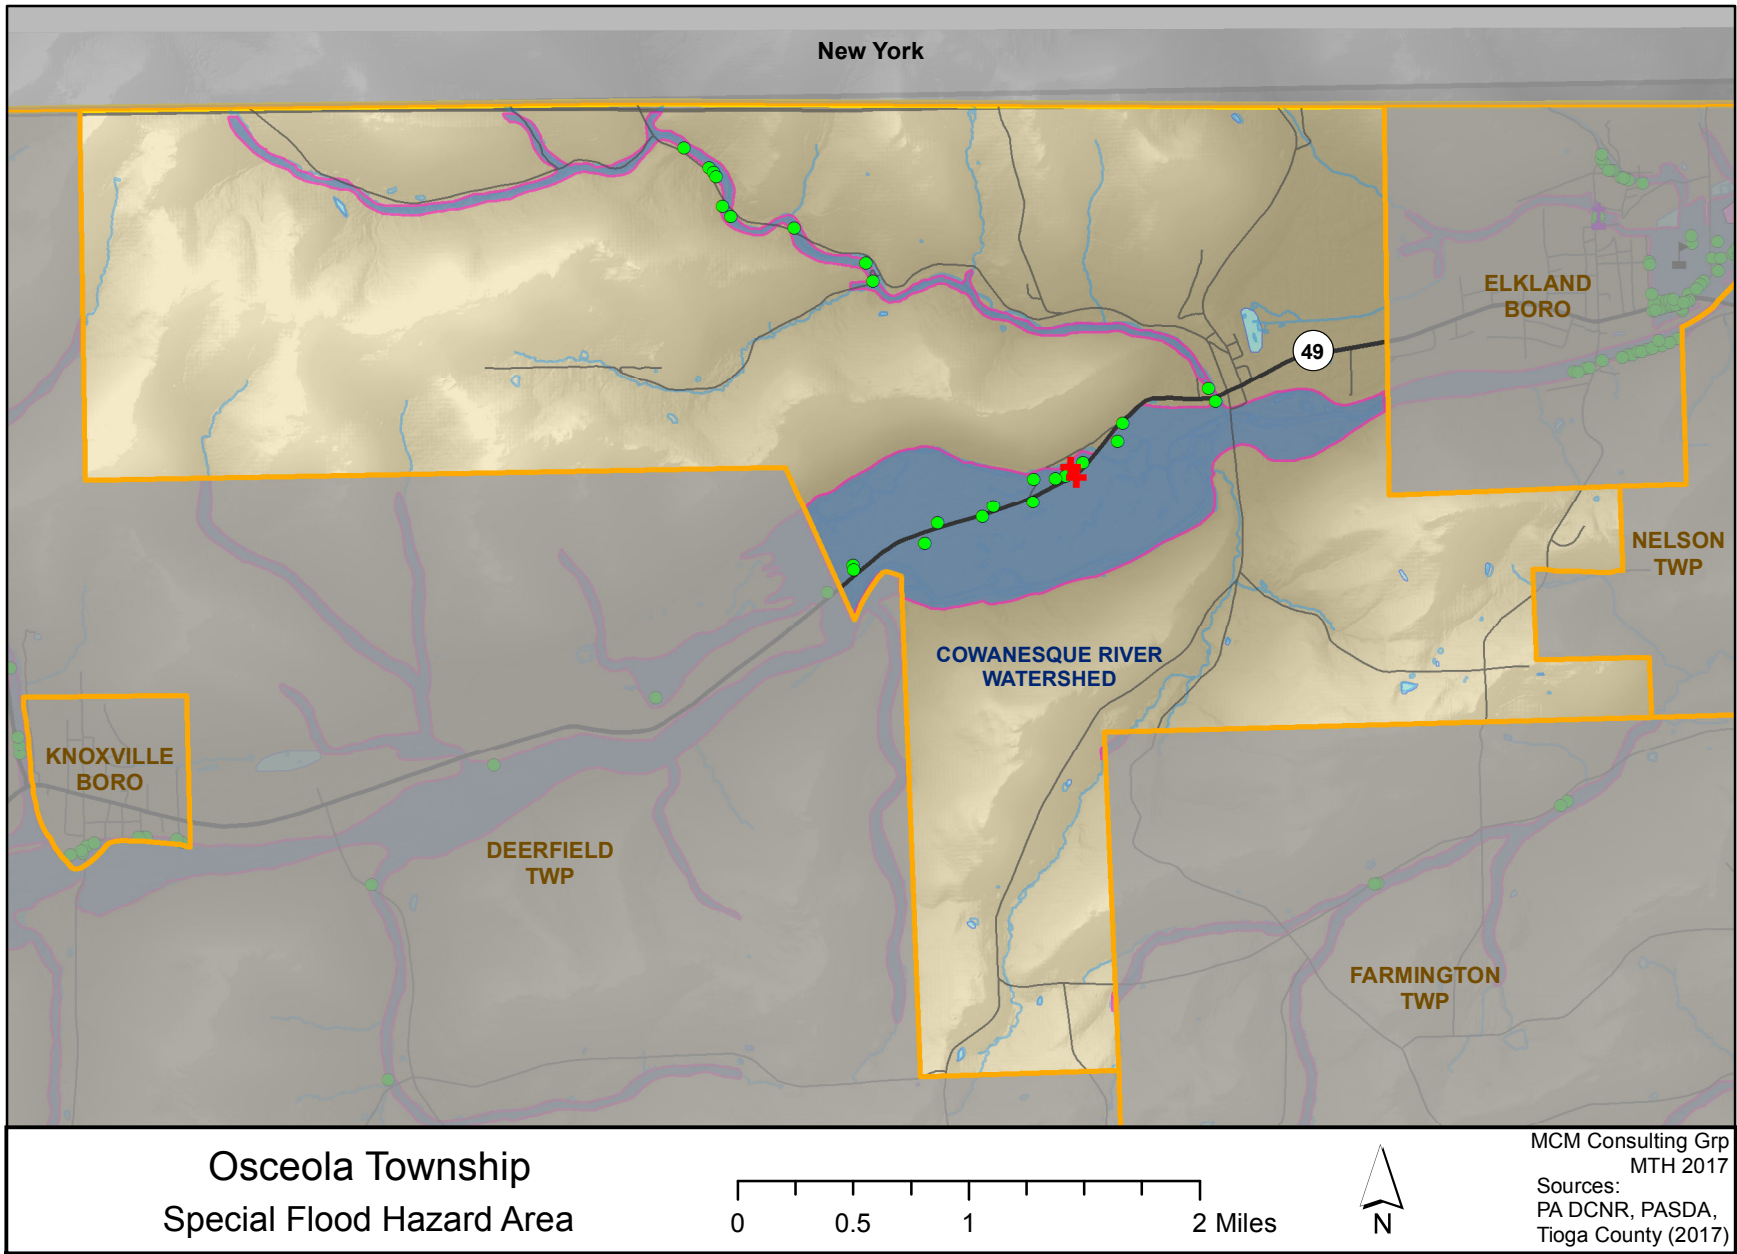 New York
ELKLAND
BORO
49
NELSON
TWP
COWANESQUE RIVER
WATERSHED
KNOXVILLE
BORO
DEERFIELD
TWP
FARMINGTON
TWP
Osceola Township
Special Flood Hazard Area
0 0.5 1 2 Miles
N
MCM Consulting Grp
MTH 2017
Sources:
PA DCNR, PASDA,
Tioga County (2017)